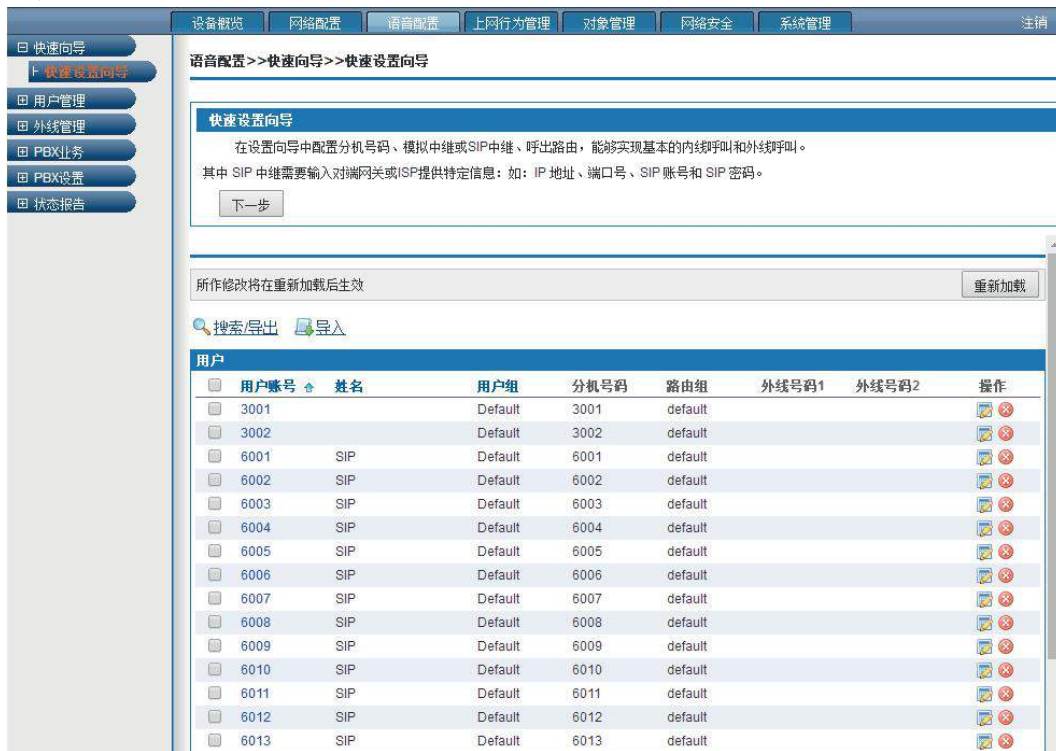 设备概览 网络配置 语音配置 上网行为管理 对象管理 网络安全 系统管理 注销
快速向导
快速设置向导
用户管理
外线管理
PBX业务
PBX设置
状态报告
语音配置>>快速向导>>快速设置向导
快速设置向导
在设置向导中配置分机号码、模拟中继或SIP中继、呼出路由，能够实现基本的内线呼叫和外线呼叫。
其中 SIP 中继需要输入对端网关或ISP提供特定信息：如：IP 地址、端口号、SIP 账号和 SIP 密码。
下一步
所作修改将在重新加载后生效 重新加载
搜索/导出 导入
用户
用户账号 姓名 用户组 分机号码 路由组 外线号码1 外线号码2 操作
3001 Default 3001 default
3002 Default 3002 default
6001 SIP Default 6001 default
6002 SIP Default 6002 default
6003 SIP Default 6003 default
6004 SIP Default 6004 default
6005 SIP Default 6005 default
6006 SIP Default 6006 default
6007 SIP Default 6007 default
6008 SIP Default 6008 default
6009 SIP Default 6009 default
6010 SIP Default 6010 default
6011 SIP Default 6011 default
6012 SIP Default 6012 default
6013 SIP Default 6013 default